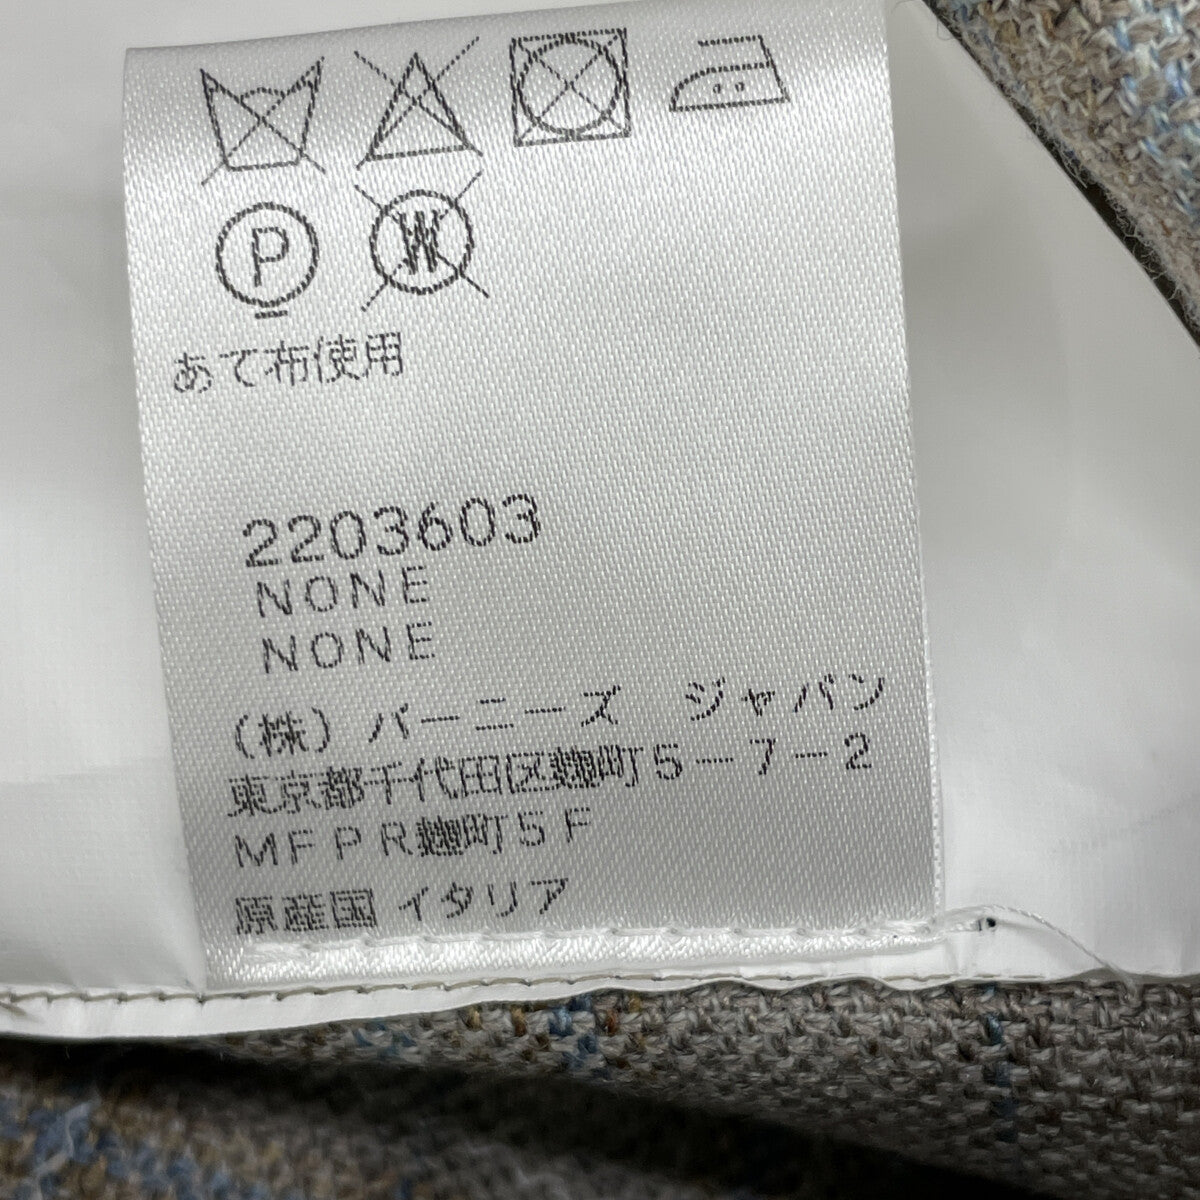 P W
あて布使用
2203603
NONE
NONE
(株)バーニーズ ジャパン
東京都千代田区麹町5-7-2
MFPR麹町5F
原産国 イタリア